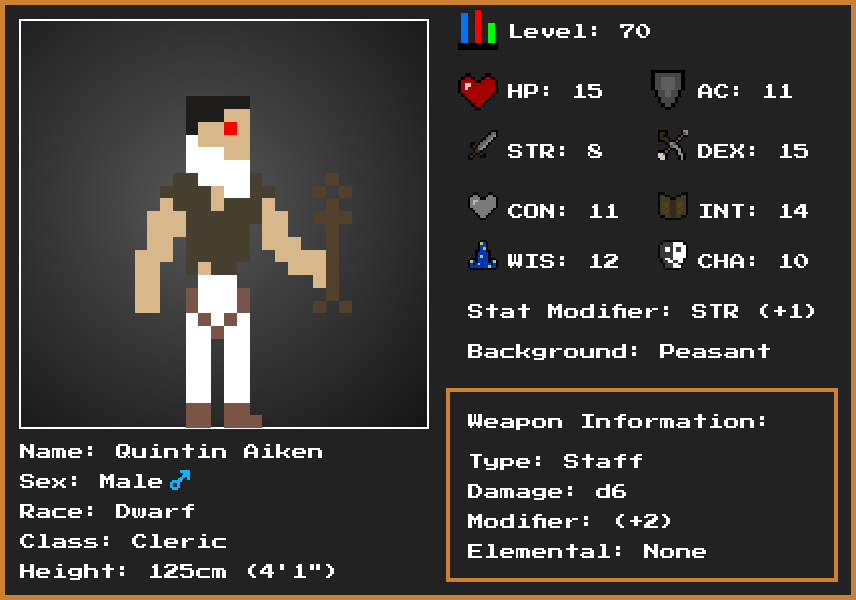 Level: 70
HP: 15
AC: 11
STR: 8
DEX: 15
CON: 11
INT: 14
WIS: 12
CHA: 10
Stat Modifier: STR (+1)
Background: Peasant
Weapon Information:
Type: Staff
Damage: d6
Modifier: (+2)
Elemental: None
Name: Quintin Aiken
Sex: Male ♂
Race: Dwarf
Class: Cleric
Height: 125cm (4'1")